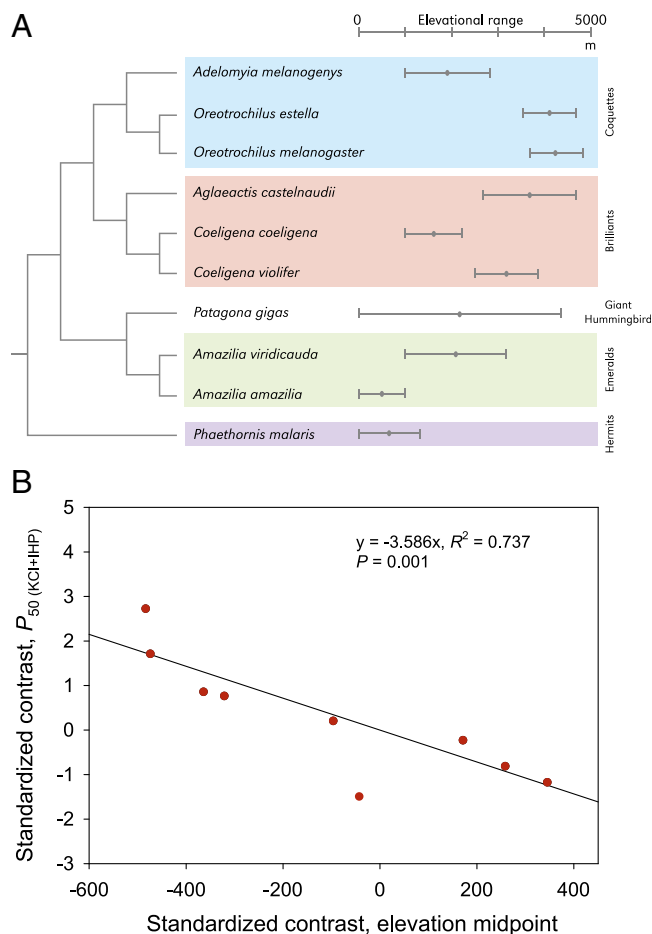 A
Elevational range
0
5000
m
Adelomyia melanogenys
Oreotrochilus estella
Oreotrochilus melanogaster
Coquettes
Aglaeactis castelnaudii
Coeligena coeligena
Coeligena violifer
Brilliants
Patagona gigas
Giant
Hummingbird
Amazilia viridicauda
Amazilia amazilia
Emeralds
Phaethornis malaris
Hermits
B
y = -3.586x, R² = 0.737
P = 0.001
Standardized contrast, P50 (KCl+IHP)
5
4
3
2
1
0
-1
-2
-3
-600 -400 -200 0 200 400
Standardized contrast, elevation midpoint